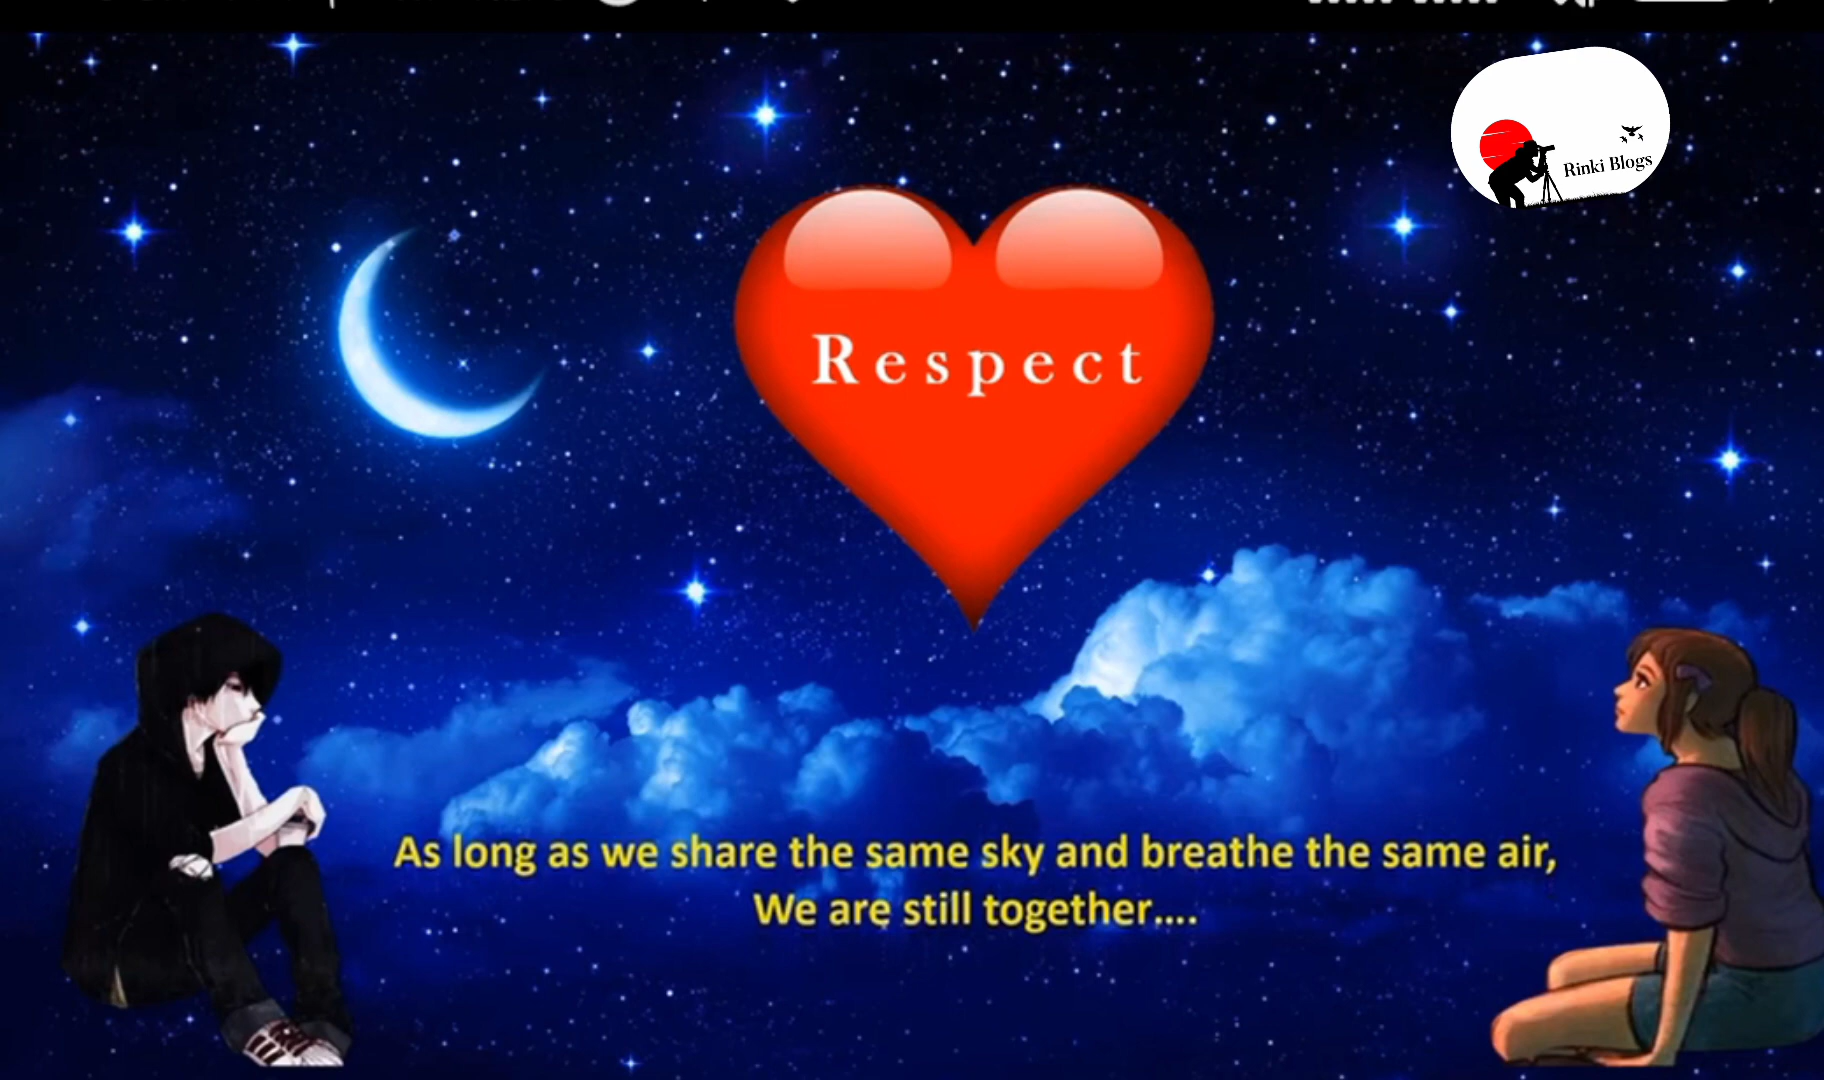 Rinki Blogs
Respect
As long as we share the same sky and breathe the same air,
We are still together....